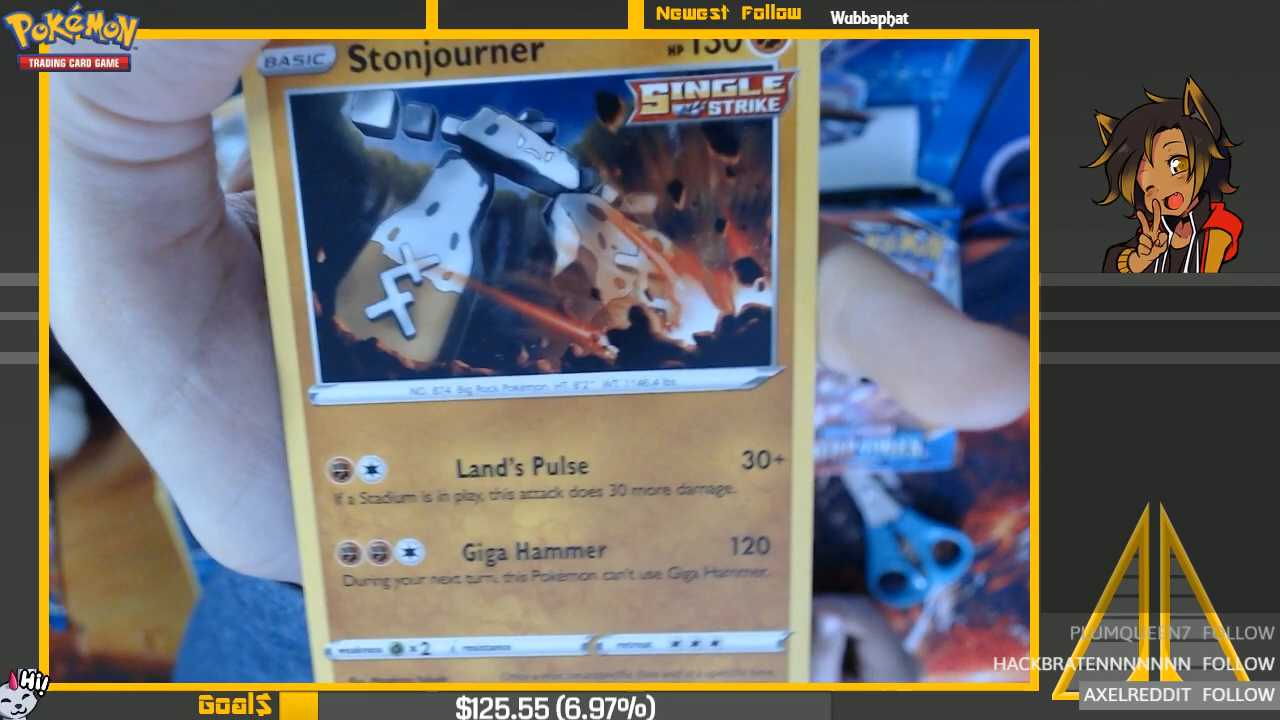 POKÉMON
TRADING CARD GAME
Newest Follow
Wubbaphat
BASIC Stonjourner HP 130
SINGLE
STRIKE
NO. 874 Big Rock Pokémon HT 8'2" WT 1146.4 lbs.
Land's Pulse 30+
If a Stadium is in play, this attack does 30 more damage.
Giga Hammer 120
During your next turn, this Pokémon can't use Giga Hammer.
weakness ×2 resistance retreat
PLUMQUEEN7 FOLLOW
HACKBRATENNNNNNN FOLLOW
AXELREDDIT FOLLOW
Hi!
Goals
$125.55 (6.97%)